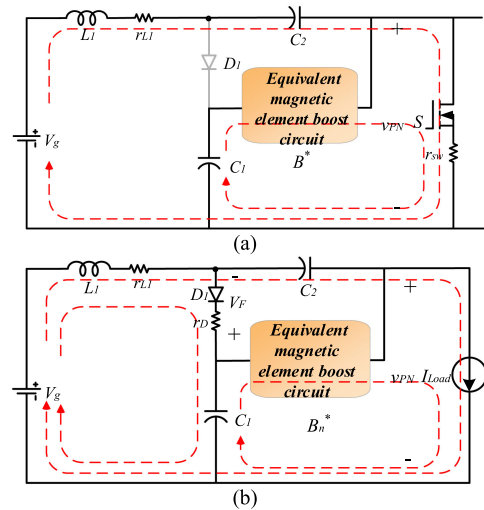 L1
rL1
C2
+
D1
Equivalent
magnetic
element boost
circuit
B*
vPN
S
rsw
+
Vg
C1
-
(a)
L1
rL1
-
C2
+
D1
VF
rD
+
Equivalent
magnetic
element boost
circuit
Bn*
vPN
ILoad
+
Vg
C1
-
(b)